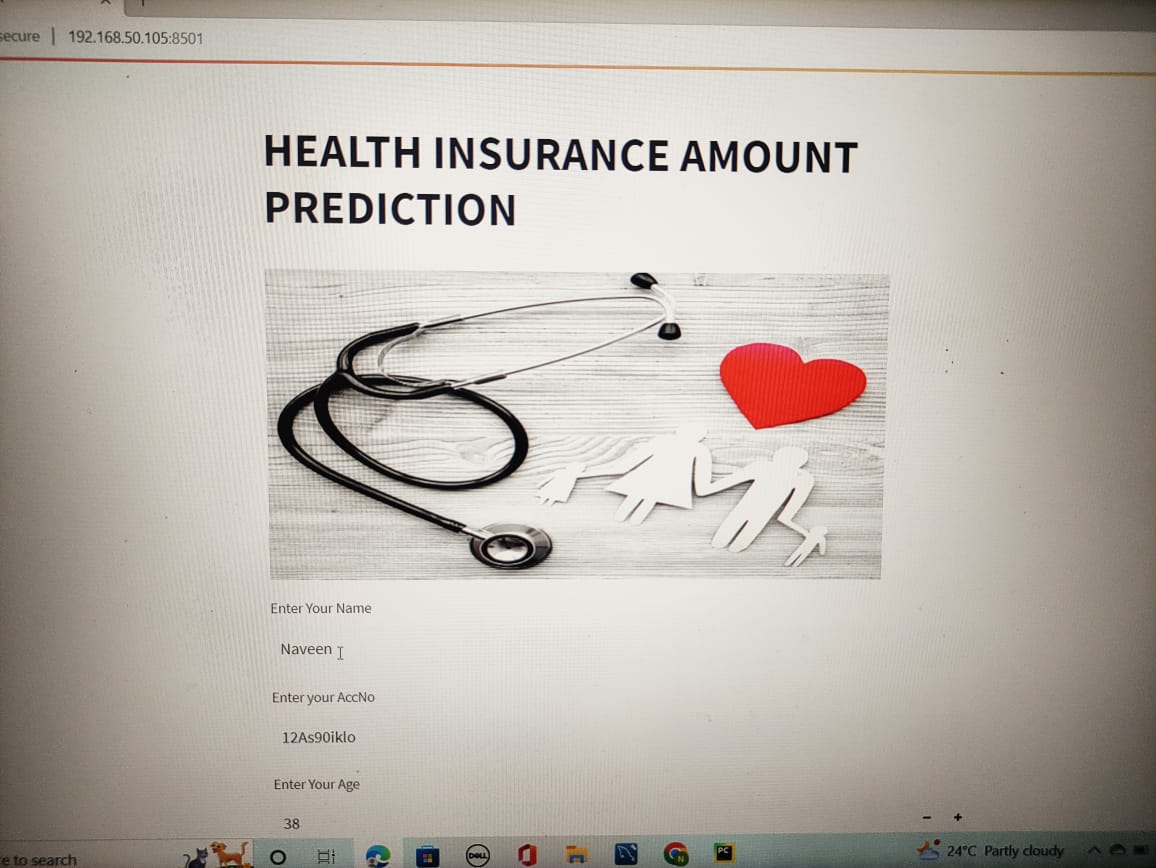 secure | 192.168.50.105:8501
HEALTH INSURANCE AMOUNT
PREDICTION
Enter Your Name
Naveen
Enter your AccNo
12As90iklo
Enter Your Age
38
- +
e to search
DELL
N
PC
24°C Partly cloudy